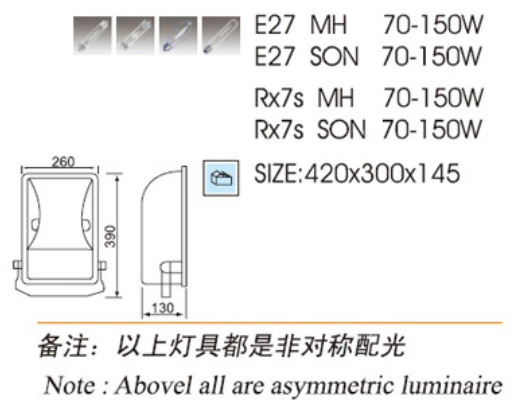 E27 MH 70-150W
E27 SON 70-150W
Rx7s MH 70-150W
Rx7s SON 70-150W
SIZE:420x300x145
260
390
130
备注：以上灯具都是非对称配光
Note : Abovel all are asymmetric luminaire